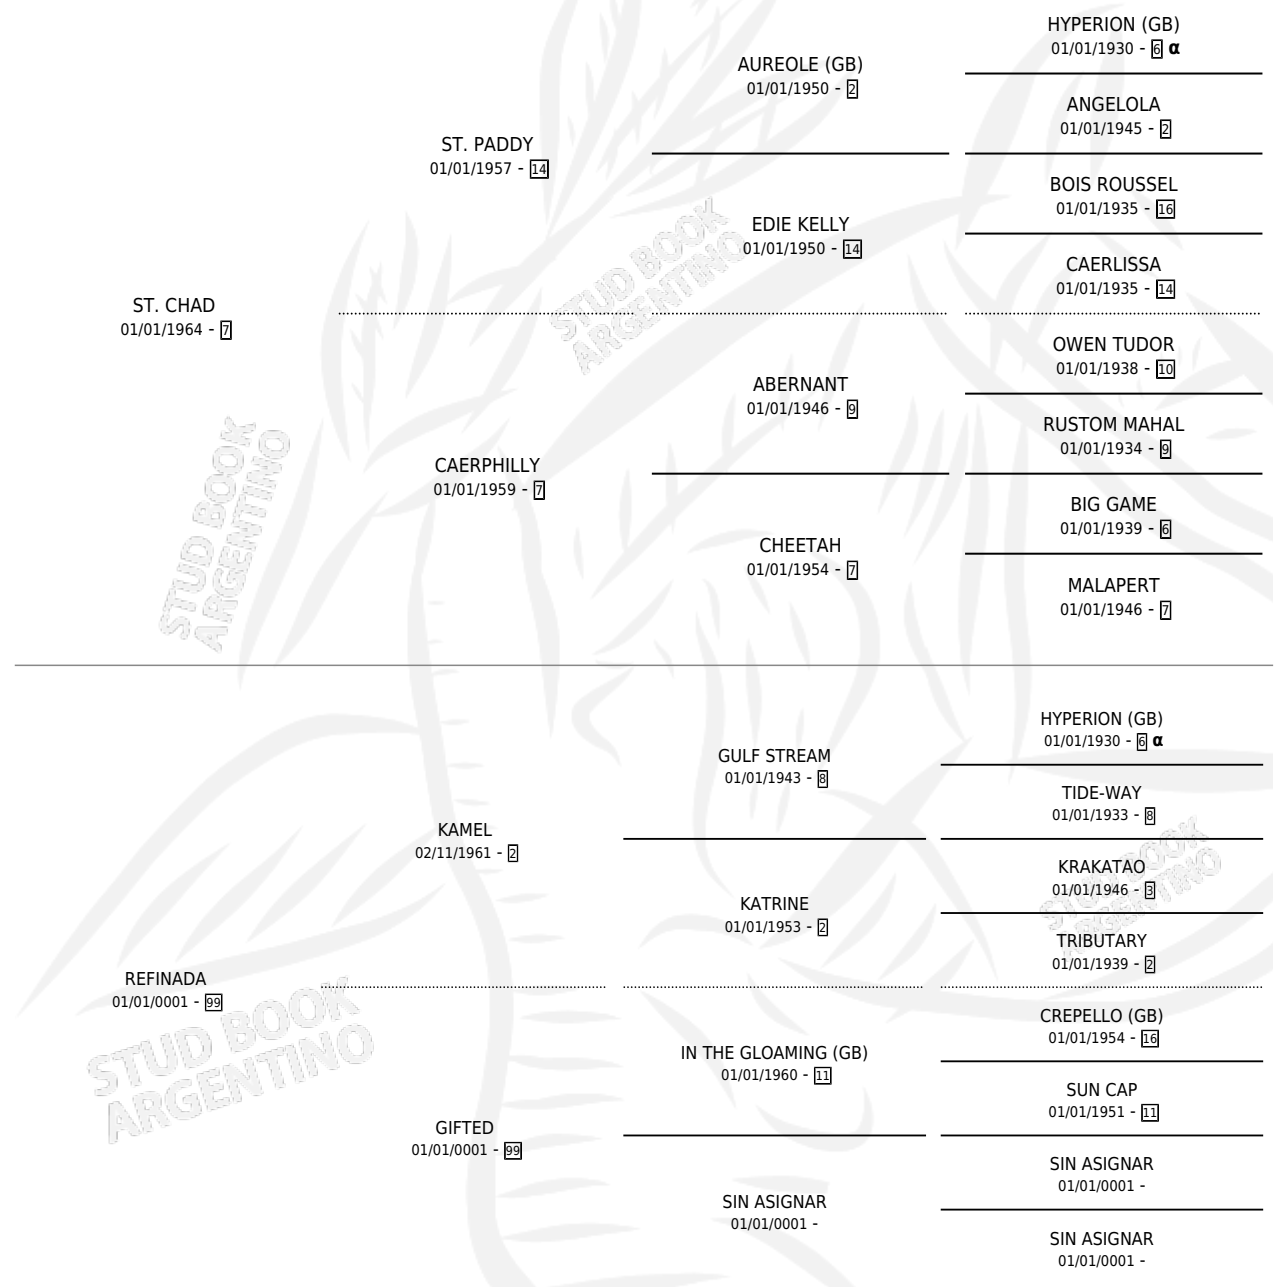 HYPERION (GB)
01/01/1930 - 6 α
AUREOLE (GB)
01/01/1950 - 2
ANGELOLA
01/01/1945 - 2
ST. PADDY
01/01/1957 - 14
BOIS ROUSSEL
01/01/1935 - 16
EDIE KELLY
01/01/1950 - 14
CAERLISSA
01/01/1935 - 14
ST. CHAD
01/01/1964 - 7
OWEN TUDOR
01/01/1938 - 10
ABERNANT
01/01/1946 - 9
RUSTOM MAHAL
01/01/1934 - 9
CAERPHILLY
01/01/1959 - 7
BIG GAME
01/01/1939 - 6
CHEETAH
01/01/1954 - 7
MALAPERT
01/01/1946 - 7
HYPERION (GB)
01/01/1930 - 6 α
GULF STREAM
01/01/1943 - 8
TIDE-WAY
01/01/1933 - 8
KAMEL
02/11/1961 - 2
KRAKATAO
01/01/1946 - 3
KATRINE
01/01/1953 - 2
TRIBUTARY
01/01/1939 - 2
REFINADA
01/01/0001 - 99
CREPELLO (GB)
01/01/1954 - 16
IN THE GLOAMING (GB)
01/01/1960 - 11
SUN CAP
01/01/1951 - 11
GIFTED
01/01/0001 - 99
SIN ASIGNAR
01/01/0001 -
SIN ASIGNAR
01/01/0001 -
SIN ASIGNAR
01/01/0001 -
STUD BOOK
ARGENTINO
STUD BOOK
ARGENTINO
STUD BOOK
ARGENTINO
STUD BOOK
ARGENTINO